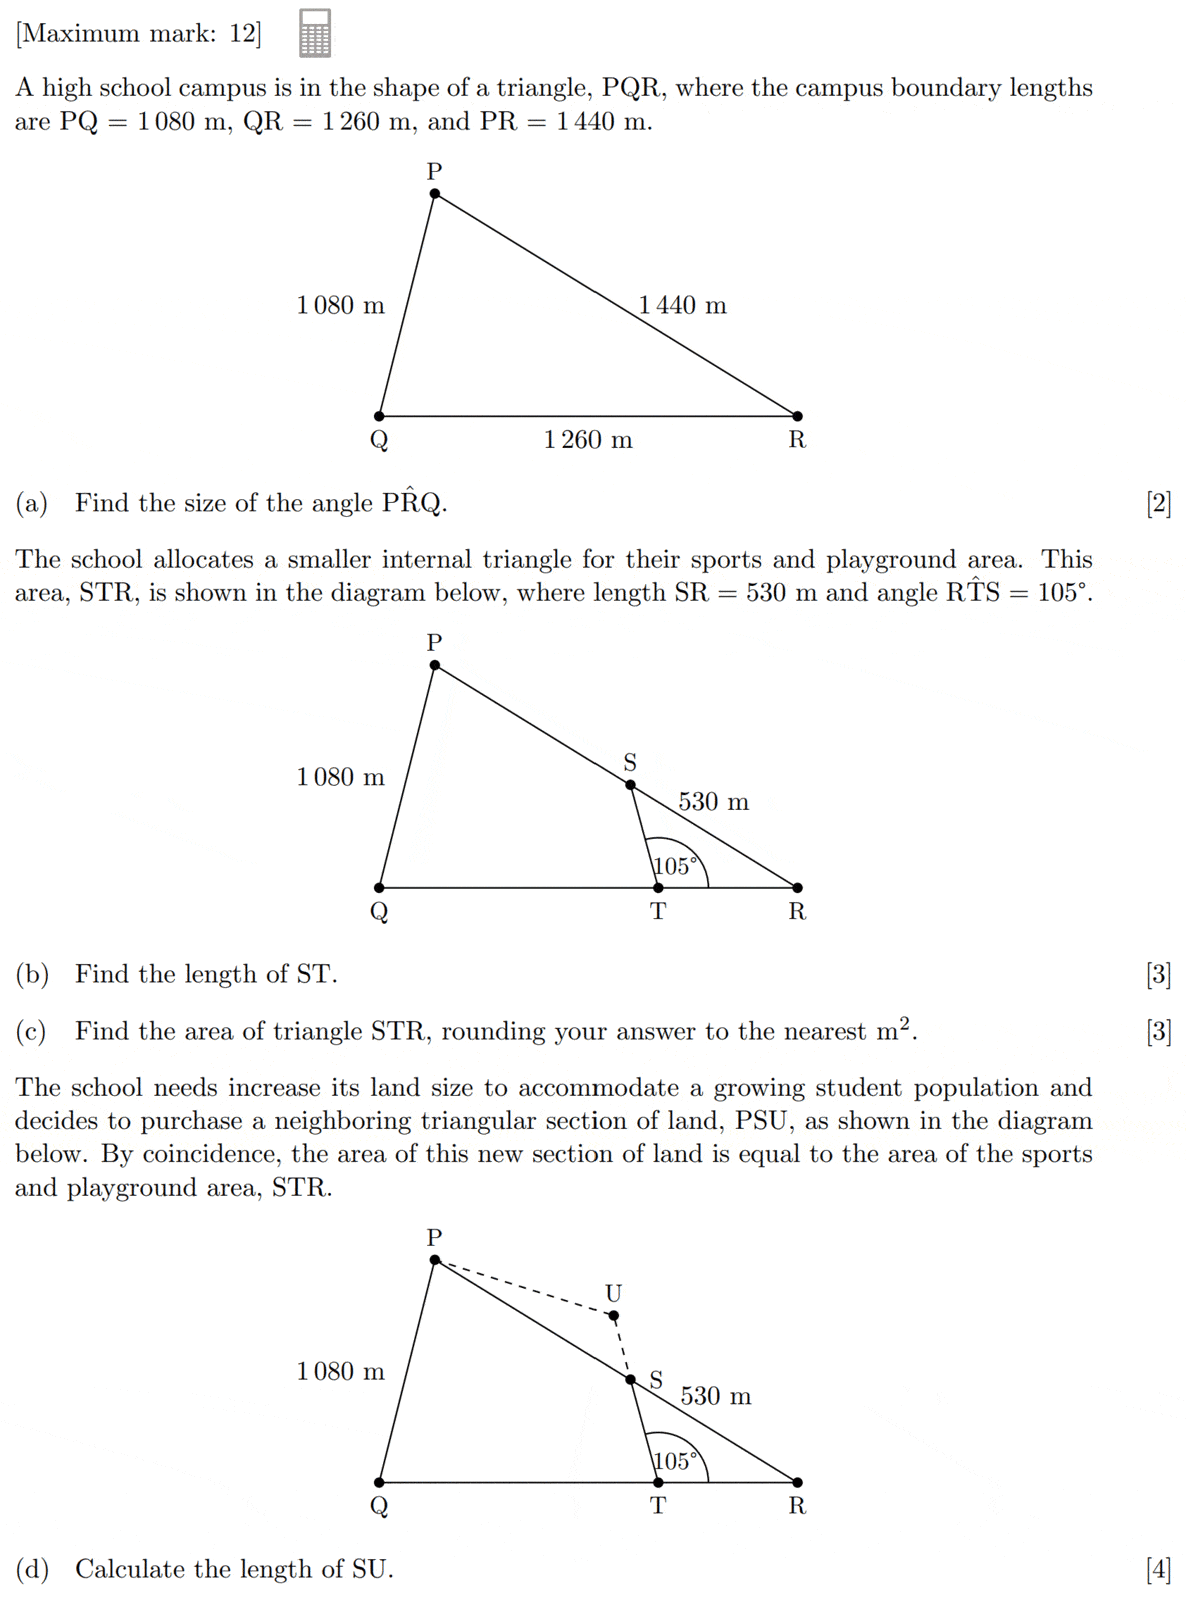 [Maximum mark: 12]
A high school campus is in the shape of a triangle, PQR, where the campus boundary lengths
are PQ = 1 080 m, QR = 1 260 m, and PR = 1 440 m.
P
1 080 m
1 440 m
Q
1 260 m
R
(a) Find the size of the angle PR̂Q. [2]
The school allocates a smaller internal triangle for their sports and playground area. This
area, STR, is shown in the diagram below, where length SR = 530 m and angle RT̂S = 105°.
P
S
1 080 m
530 m
105°
Q
T
R
(b) Find the length of ST. [3]
(c) Find the area of triangle STR, rounding your answer to the nearest m². [3]
The school needs increase its land size to accommodate a growing student population and
decides to purchase a neighboring triangular section of land, PSU, as shown in the diagram
below. By coincidence, the area of this new section of land is equal to the area of the sports
and playground area, STR.
P
U
1 080 m
S
530 m
105°
Q
T
R
(d) Calculate the length of SU. [4]